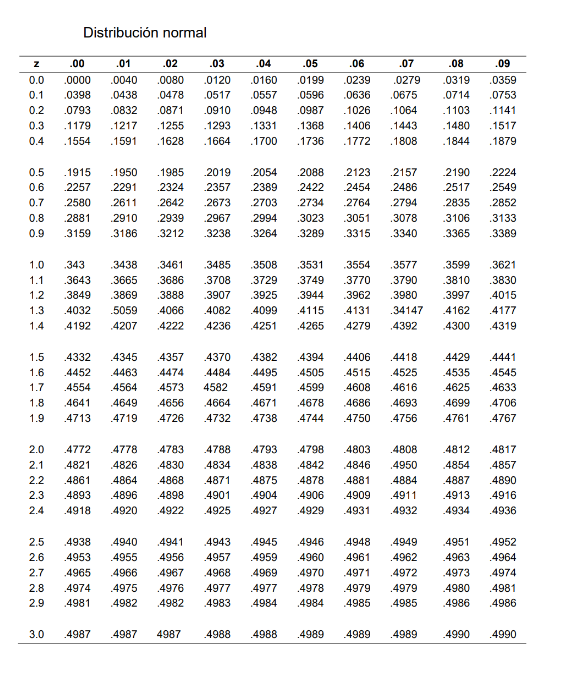 Distribución normal
z .00 .01 .02 .03 .04 .05 .06 .07 .08 .09
0.0 .0000 .0040 .0080 .0120 .0160 .0199 .0239 .0279 .0319 .0359
0.1 .0398 .0438 .0478 .0517 .0557 .0596 .0636 .0675 .0714 .0753
0.2 .0793 .0832 .0871 .0910 .0948 .0987 .1026 .1064 .1103 .1141
0.3 .1179 .1217 .1255 .1293 .1331 .1368 .1406 .1443 .1480 .1517
0.4 .1554 .1591 .1628 .1664 .1700 .1736 .1772 .1808 .1844 .1879
0.5 .1915 .1950 .1985 .2019 .2054 .2088 .2123 .2157 .2190 .2224
0.6 .2257 .2291 .2324 .2357 .2389 .2422 .2454 .2486 .2517 .2549
0.7 .2580 .2611 .2642 .2673 .2703 .2734 .2764 .2794 .2835 .2852
0.8 .2881 .2910 .2939 .2967 .2994 .3023 .3051 .3078 .3106 .3133
0.9 .3159 .3186 .3212 .3238 .3264 .3289 .3315 .3340 .3365 .3389
1.0 .343 .3438 .3461 .3485 .3508 .3531 .3554 .3577 .3599 .3621
1.1 .3643 .3665 .3686 .3708 .3729 .3749 .3770 .3790 .3810 .3830
1.2 .3849 .3869 .3888 .3907 .3925 .3944 .3962 .3980 .3997 .4015
1.3 .4032 .5059 .4066 .4082 .4099 .4115 .4131 .34147 .4162 .4177
1.4 .4192 .4207 .4222 .4236 .4251 .4265 .4279 .4392 .4300 .4319
1.5 .4332 .4345 .4357 .4370 .4382 .4394 .4406 .4418 .4429 .4441
1.6 .4452 .4463 .4474 .4484 .4495 .4505 .4515 .4525 .4535 .4545
1.7 .4554 .4564 .4573 4582 .4591 .4599 .4608 .4616 .4625 .4633
1.8 .4641 .4649 .4656 .4664 .4671 .4678 .4686 .4693 .4699 .4706
1.9 .4713 .4719 .4726 .4732 .4738 .4744 .4750 .4756 .4761 .4767
2.0 .4772 .4778 .4783 .4788 .4793 .4798 .4803 .4808 .4812 .4817
2.1 .4821 .4826 .4830 .4834 .4838 .4842 .4846 .4950 .4854 .4857
2.2 .4861 .4864 .4868 .4871 .4875 .4878 .4881 .4884 .4887 .4890
2.3 .4893 .4896 .4898 .4901 .4904 .4906 .4909 .4911 .4913 .4916
2.4 .4918 .4920 .4922 .4925 .4927 .4929 .4931 .4932 .4934 .4936
2.5 .4938 .4940 .4941 .4943 .4945 .4946 .4948 .4949 .4951 .4952
2.6 .4953 .4955 .4956 .4957 .4959 .4960 .4961 .4962 .4963 .4964
2.7 .4965 .4966 .4967 .4968 .4969 .4970 .4971 .4972 .4973 .4974
2.8 .4974 .4975 .4976 .4977 .4977 .4978 .4979 .4979 .4980 .4981
2.9 .4981 .4982 .4982 .4983 .4984 .4984 .4985 .4985 .4986 .4986
3.0 .4987 .4987 4987 .4988 .4988 .4989 .4989 .4989 .4990 .4990